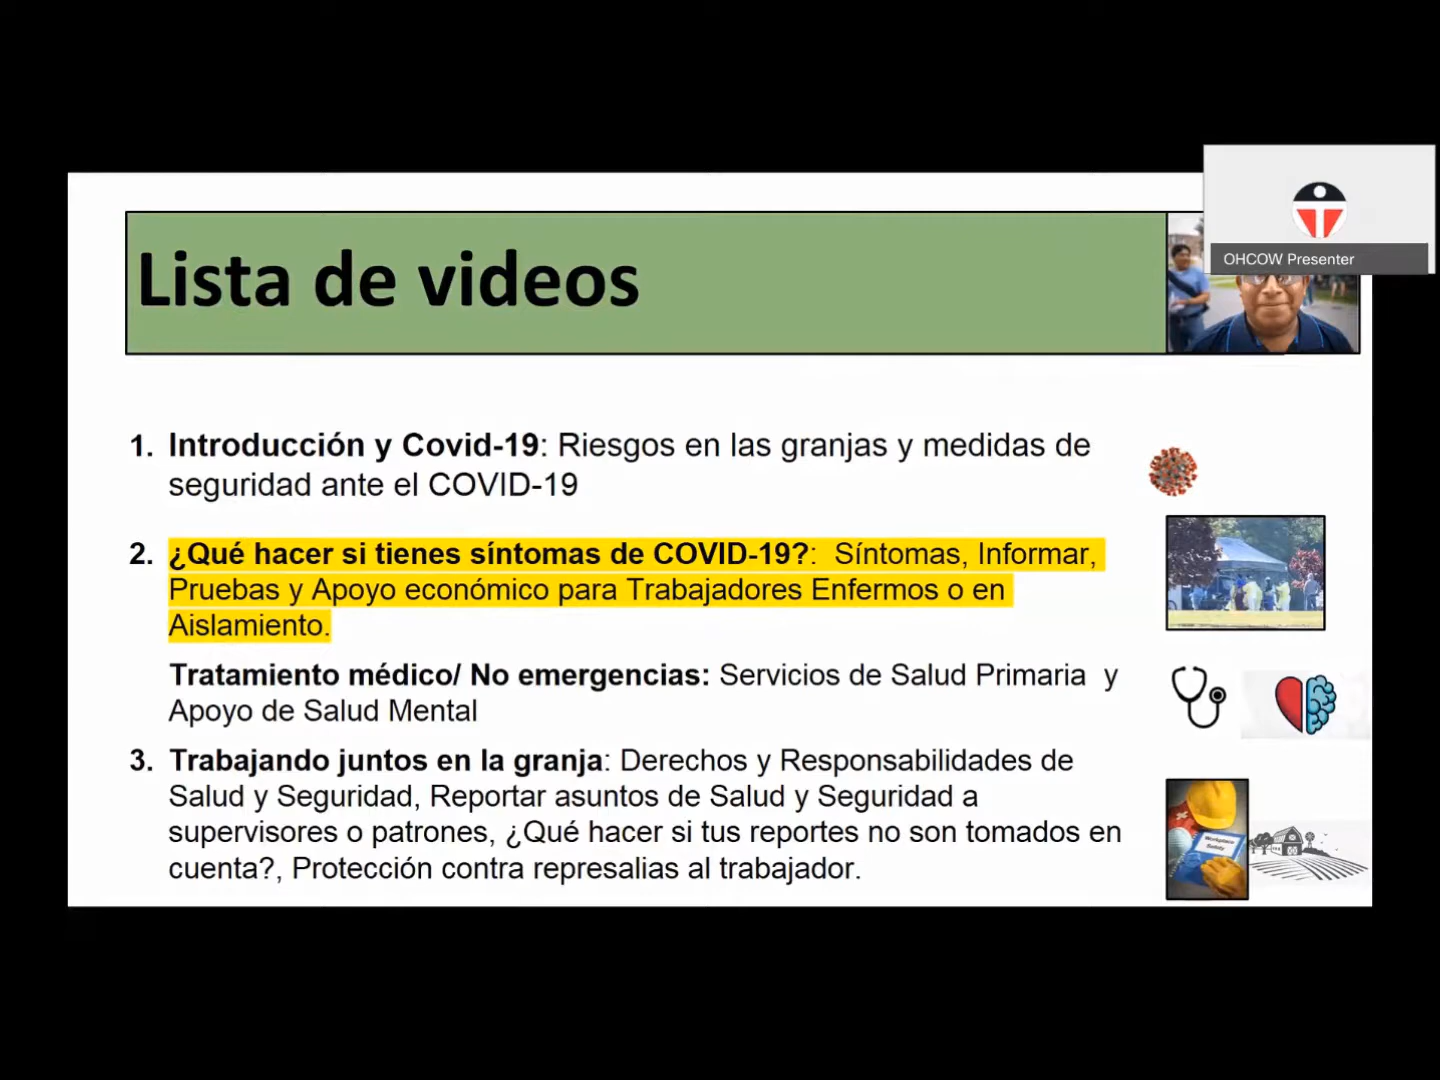 Lista de videos
OHCOW Presenter
1. Introducción y Covid-19: Riesgos en las granjas y medidas de
seguridad ante el COVID-19
2. ¿Qué hacer si tienes síntomas de COVID-19?: Síntomas, Informar,
Pruebas y Apoyo económico para Trabajadores Enfermos o en
Aislamiento.
Tratamiento médico/ No emergencias: Servicios de Salud Primaria y
Apoyo de Salud Mental
3. Trabajando juntos en la granja: Derechos y Responsabilidades de
Salud y Seguridad, Reportar asuntos de Salud y Seguridad a
supervisores o patrones, ¿Qué hacer si tus reportes no son tomados en
cuenta?, Protección contra represalias al trabajador.
Workplace
Safety